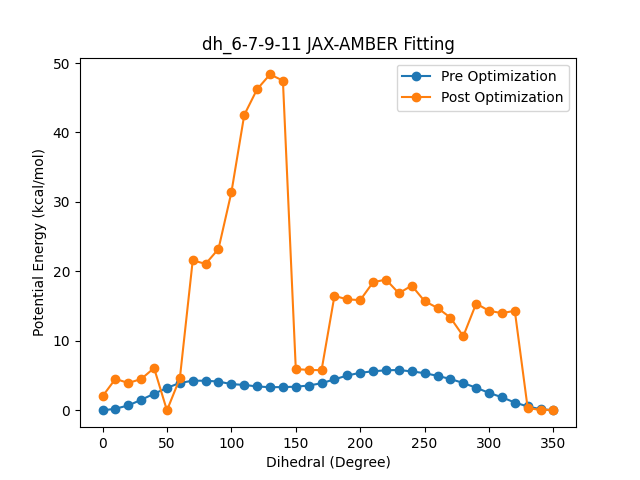 dh_6-7-9-11 JAX-AMBER Fitting
Pre Optimization
Post Optimization
50
40
30
20
10
0
Potential Energy (kcal/mol)
0 50 100 150 200 250 300 350
Dihedral (Degree)